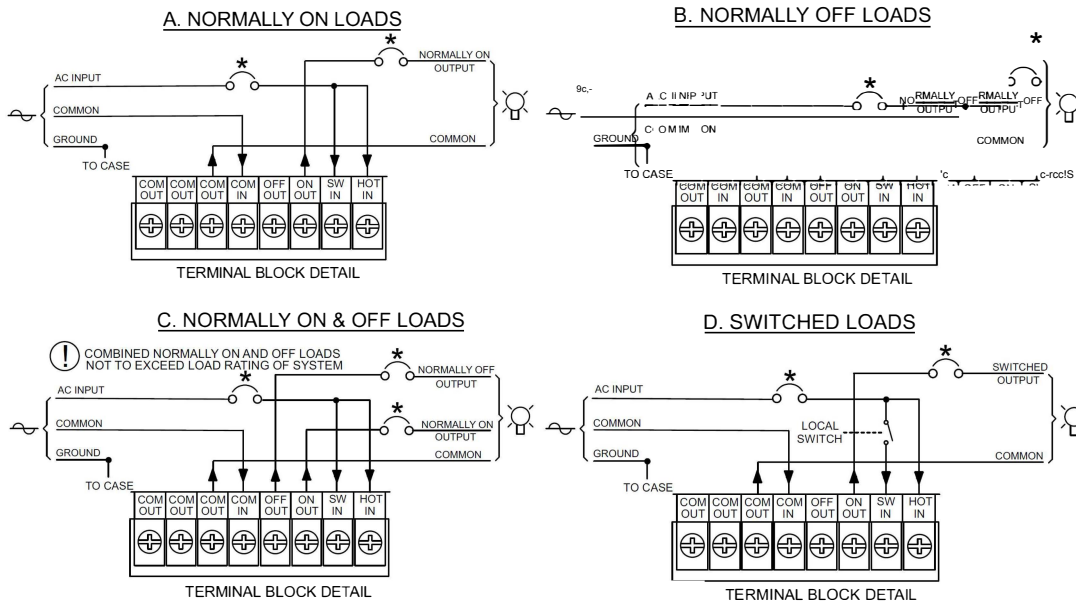 A. NORMALLY ON LOADS
*
*
NORMALLY ON
OUTPUT
AC INPUT
COMMON
GROUND
COMMON
TO CASE
COM OUT
COM OUT
COM OUT
COM IN
OFF OUT
ON OUT
SW IN
HOT IN
TERMINAL BLOCK DETAIL
B. NORMALLY OFF LOADS
*
*
GROUND
COMMON
TO CASE
COM OUT
COM IN
COM OUT
COM IN
OFF OUT
ON OUT
SW IN
HOT IN
TERMINAL BLOCK DETAIL
C. NORMALLY ON & OFF LOADS
! COMBINED NORMALLY ON AND OFF LOADS
NOT TO EXCEED LOAD RATING OF SYSTEM
*
NORMALLY OFF
OUTPUT
AC INPUT
*
*
COMMON
NORMALLY ON
OUTPUT
GROUND
COMMON
TO CASE
COM OUT
COM OUT
COM OUT
COM IN
OFF OUT
ON OUT
SW IN
HOT IN
TERMINAL BLOCK DETAIL
D. SWITCHED LOADS
*
SWITCHED
OUTPUT
AC INPUT
*
COMMON
LOCAL
SWITCH
GROUND
COMMON
TO CASE
COM OUT
COM OUT
COM OUT
COM IN
OFF OUT
ON OUT
SW IN
HOT IN
TERMINAL BLOCK DETAIL